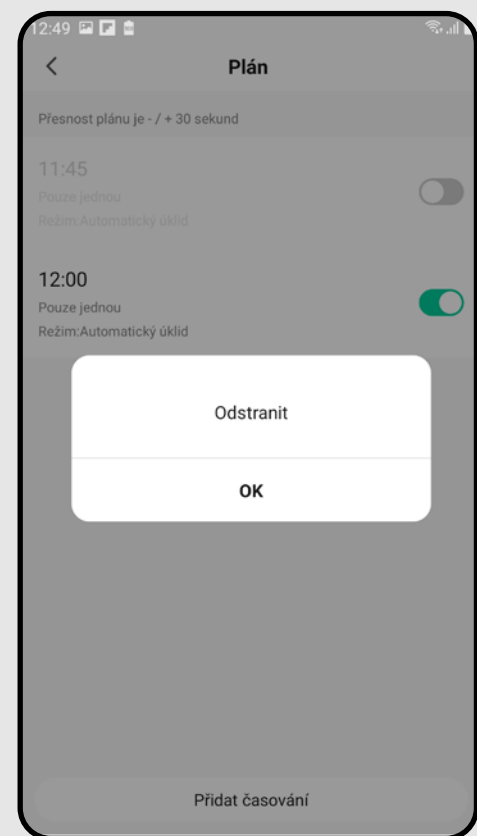 12:49
Plán
Přesnost plánu je - / + 30 sekund
11:45
Pouze jednou
Režim:Automatický úklid
12:00
Pouze jednou
Režim:Automatický úklid
Odstranit
OK
Přidat časování